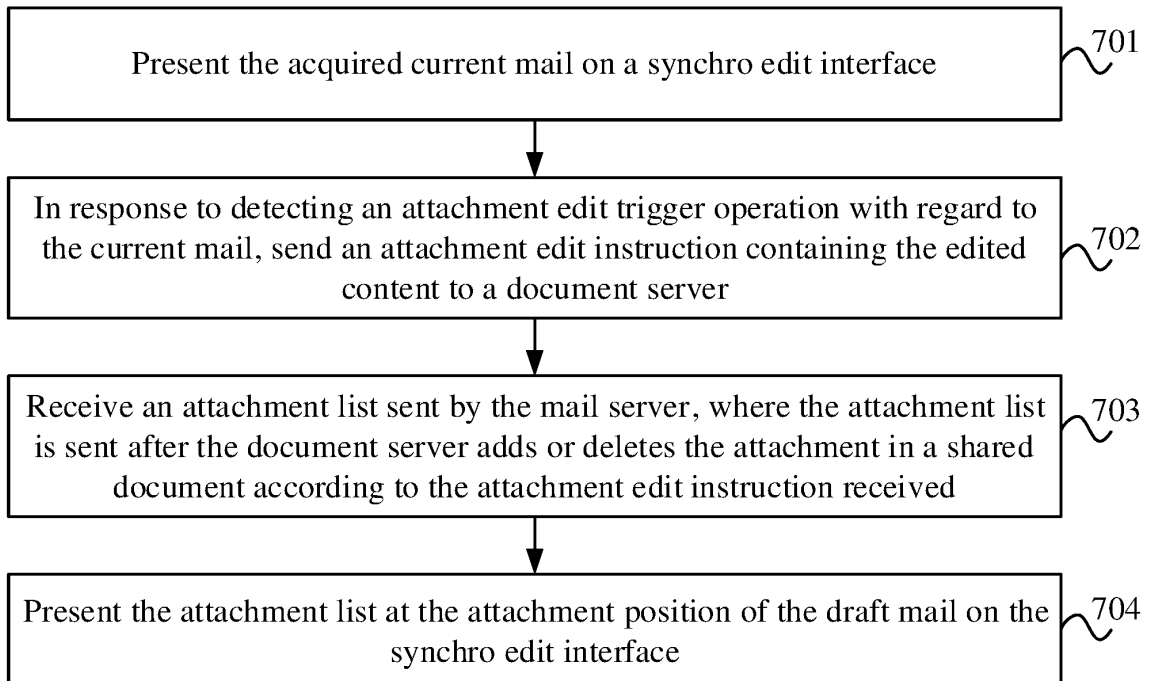 Present the acquired current mail on a synchro edit interface
701
In response to detecting an attachment edit trigger operation with regard to
the current mail, send an attachment edit instruction containing the edited
content to a document server
702
Receive an attachment list sent by the mail server, where the attachment list
is sent after the document server adds or deletes the attachment in a shared
document according to the attachment edit instruction received
703
Present the attachment list at the attachment position of the draft mail on the
synchro edit interface
704